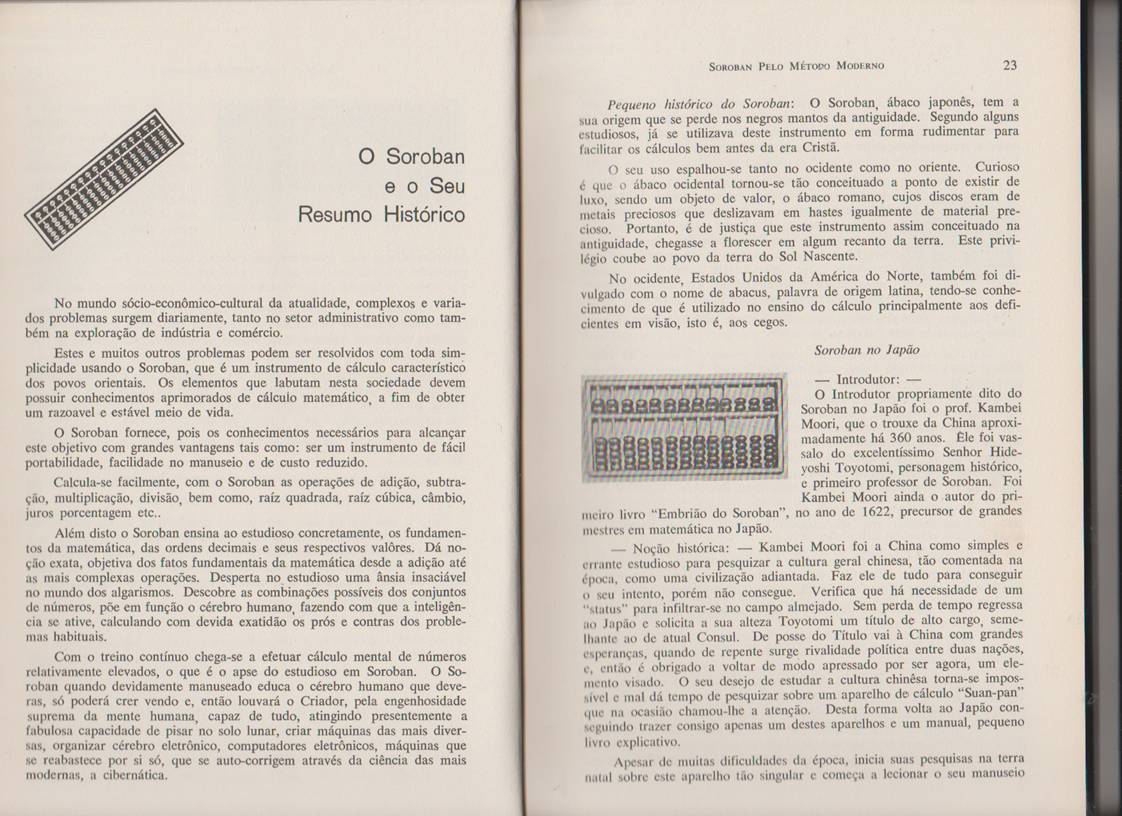 O Soroban
e o Seu
Resumo Histórico
No mundo sócio-econômico-cultural da atualidade, complexos e varia-
dos problemas surgem diariamente, tanto no setor administrativo como tam-
bém na exploração de indústria e comércio.
Estes e muitos outros problemas podem ser resolvidos com toda sim-
plicidade usando o Soroban, que é um instrumento de cálculo característico
dos povos orientais. Os elementos que labutam nesta sociedade devem
possuir conhecimentos aprimorados de cálculo matemático, a fim de obter
um razoavel e estável meio de vida.
O Soroban fornece, pois os conhecimentos necessários para alcançar
este objetivo com grandes vantagens tais como: ser um instrumento de fácil
portabilidade, facilidade no manuseio e de custo reduzido.
Calcula-se facilmente, com o Soroban as operações de adição, subtra-
ção, multiplicação, divisão, bem como, raíz quadrada, raíz cúbica, câmbio,
juros porcentagem etc..
Além disto o Soroban ensina ao estudioso concretamente, os fundamen-
tos da matemática, das ordens decimais e seus respectivos valôres. Dá no-
ção exata, objetiva dos fatos fundamentais da matemática desde a adição até
as mais complexas operações. Desperta no estudioso uma ânsia insaciável
no mundo dos algarismos. Descobre as combinações possíveis dos conjuntos
de números, põe em função o cérebro humano, fazendo com que a inteligên-
cia se ative, calculando com devida exatidão os prós e contras dos proble-
mas habituais.
Com o treino contínuo chega-se a efetuar cálculo mental de números
relativamente elevados, o que é o apse do estudioso em Soroban. O So-
roban quando devidamente manuseado educa o cérebro humano que deve-
ras, só poderá crer vendo e, então louvará o Criador, pela engenhosidade
suprema da mente humana, capaz de tudo, atingindo presentemente a
fabulosa capacidade de pisar no solo lunar, criar máquinas das mais diver-
sas, organizar cérebro eletrônico, computadores eletrônicos, máquinas que
se reabastece por si só, que se auto-corrigem através da ciência das mais
modernas, a cibernática.
SOROBAN PELO MÉTODO MODERNO 23
Pequeno histórico do Soroban: O Soroban, ábaco japonês, tem a
sua origem que se perde nos negros mantos da antiguidade. Segundo alguns
estudiosos, já se utilizava deste instrumento em forma rudimentar para
facilitar os cálculos bem antes da era Cristã.
O seu uso espalhou-se tanto no ocidente como no oriente. Curioso
é que o ábaco ocidental tornou-se tão conceituado a ponto de existir de
luxo, sendo um objeto de valor, o ábaco romano, cujos discos eram de
metais preciosos que deslizavam em hastes igualmente de material pre-
cioso. Portanto, é de justiça que este instrumento assim conceituado na
antiguidade, chegasse a florescer em algum recanto da terra. Este privi-
légio coube ao povo da terra do Sol Nascente.
No ocidente, Estados Unidos da América do Norte, também foi di-
vulgado com o nome de abacus, palavra de origem latina, tendo-se conhe-
cimento de que é utilizado no ensino do cálculo principalmente aos defi-
cientes em visão, isto é, aos cegos.
Soroban no Japão
— Introdutor: —
O Introdutor propriamente dito do
Soroban no Japão foi o prof. Kambei
Moori, que o trouxe da China aproxi-
madamente há 360 anos. Êle foi vas-
salo do excelentíssimo Senhor Hide-
yoshi Toyotomi, personagem histórico,
e primeiro professor de Soroban. Foi
Kambei Moori ainda o autor do pri-
meiro livro "Embrião do Soroban", no ano de 1622, precursor de grandes
mestres em matemática no Japão.
— Noção histórica: — Kambei Moori foi a China como simples e
errante estudioso para pesquizar a cultura geral chinesa, tão comentada na
época, como uma civilização adiantada. Faz ele de tudo para conseguir
o seu intento, porém não consegue. Verifica que há necessidade de um
"status" para infiltrar-se no campo almejado. Sem perda de tempo regressa
ao Japão e solicita a sua alteza Toyotomi um título de alto cargo, seme-
lhante ao de atual Consul. De posse do Título vai à China com grandes
esperanças, quando de repente surge rivalidade política entre duas nações,
e, então é obrigado a voltar de modo apressado por ser agora, um ele-
mento visado. O seu desejo de estudar a cultura chinêsa torna-se impos-
sível e mal dá tempo de pesquizar sobre um aparelho de cálculo "Suan-pan"
que na ocasião chamou-lhe a atenção. Desta forma volta ao Japão con-
seguindo trazer consigo apenas um destes aparelhos e um manual, pequeno
livro explicativo.
Apesar de muitas dificuldades da época, inicia suas pesquisas na terra
natal sobre este aparelho tão singular e começa a lecionar o seu manuseio